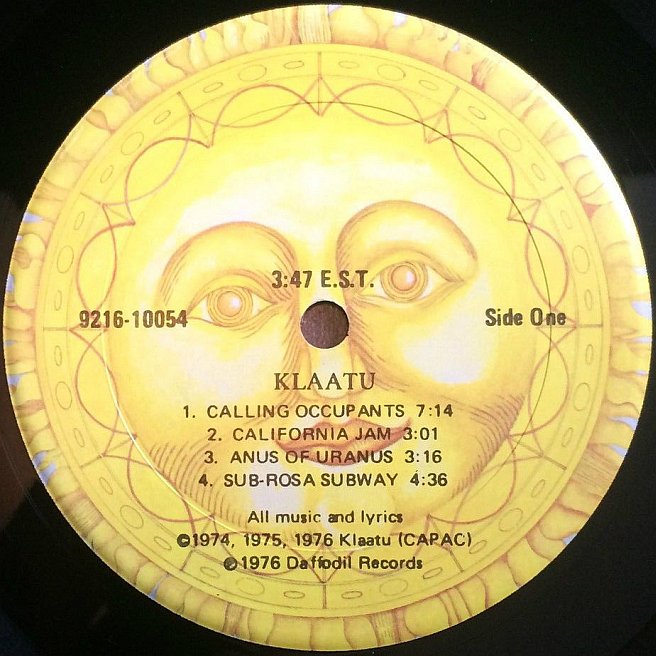 3:47 E.S.T.
9216-10054 Side One
KLAATU
1. CALLING OCCUPANTS 7:14
2. CALIFORNIA JAM 3:01
3. ANUS OF URANUS 3:16
4. SUB-ROSA SUBWAY 4:36
All music and lyrics
©1974, 1975, 1976 Klaatu (CAPAC)
℗1976 Daffodil Records